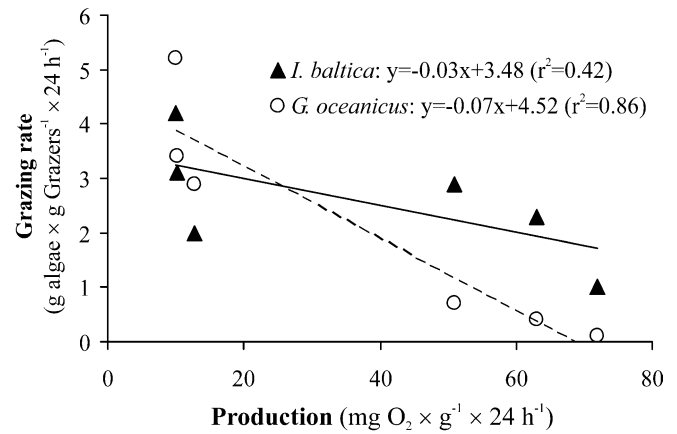 6
5
4
3
2
1
0
Grazing rate
(g algae × g Grazers⁻¹ × 24 h⁻¹)
▲ I. baltica: y=-0.03x+3.48 (r²=0.42)
○ G. oceanicus: y=-0.07x+4.52 (r²=0.86)
0 20 40 60 80
Production (mg O₂ × g⁻¹ × 24 h⁻¹)